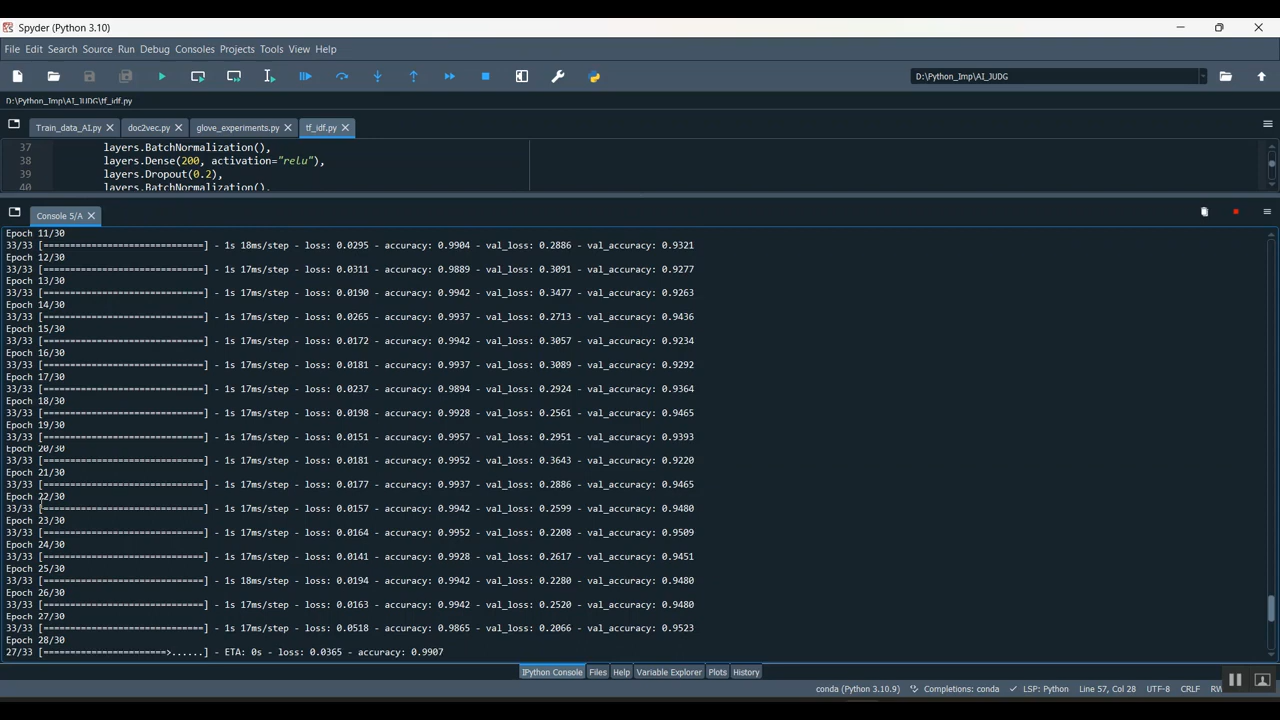 Spyder (Python 3.10)
File Edit Search Source Run Debug Consoles Projects Tools View Help
D:\Python_Imp\AI_JUDG
D:\Python_Imp\AI_JUDG\tf_idf.py
Train_data_AI.py doc2vec.py glove_experiments.py tf_idf.py
37 layers.BatchNormalization(),
38 layers.Dense(200, activation="relu"),
39 layers.Dropout(0.2),
40 layers.BatchNormalization(),
Console 5/A
Epoch 11/30
33/33 [==============================] - 1s 18ms/step - loss: 0.0295 - accuracy: 0.9904 - val_loss: 0.2886 - val_accuracy: 0.9321
Epoch 12/30
33/33 [==============================] - 1s 17ms/step - loss: 0.0311 - accuracy: 0.9889 - val_loss: 0.3091 - val_accuracy: 0.9277
Epoch 13/30
33/33 [==============================] - 1s 17ms/step - loss: 0.0190 - accuracy: 0.9942 - val_loss: 0.3477 - val_accuracy: 0.9263
Epoch 14/30
33/33 [==============================] - 1s 17ms/step - loss: 0.0265 - accuracy: 0.9937 - val_loss: 0.2713 - val_accuracy: 0.9436
Epoch 15/30
33/33 [==============================] - 1s 17ms/step - loss: 0.0172 - accuracy: 0.9942 - val_loss: 0.3057 - val_accuracy: 0.9234
Epoch 16/30
33/33 [==============================] - 1s 17ms/step - loss: 0.0181 - accuracy: 0.9937 - val_loss: 0.3089 - val_accuracy: 0.9292
Epoch 17/30
33/33 [==============================] - 1s 17ms/step - loss: 0.0237 - accuracy: 0.9894 - val_loss: 0.2924 - val_accuracy: 0.9364
Epoch 18/30
33/33 [==============================] - 1s 17ms/step - loss: 0.0198 - accuracy: 0.9928 - val_loss: 0.2561 - val_accuracy: 0.9465
Epoch 19/30
33/33 [==============================] - 1s 17ms/step - loss: 0.0151 - accuracy: 0.9957 - val_loss: 0.2951 - val_accuracy: 0.9393
Epoch 20/30
33/33 [==============================] - 1s 17ms/step - loss: 0.0181 - accuracy: 0.9952 - val_loss: 0.3643 - val_accuracy: 0.9220
Epoch 21/30
33/33 [==============================] - 1s 17ms/step - loss: 0.0177 - accuracy: 0.9937 - val_loss: 0.2886 - val_accuracy: 0.9465
Epoch 22/30
33/33 [==============================] - 1s 17ms/step - loss: 0.0157 - accuracy: 0.9942 - val_loss: 0.2599 - val_accuracy: 0.9480
Epoch 23/30
33/33 [==============================] - 1s 17ms/step - loss: 0.0164 - accuracy: 0.9952 - val_loss: 0.2208 - val_accuracy: 0.9509
Epoch 24/30
33/33 [==============================] - 1s 17ms/step - loss: 0.0141 - accuracy: 0.9928 - val_loss: 0.2617 - val_accuracy: 0.9451
Epoch 25/30
33/33 [==============================] - 1s 18ms/step - loss: 0.0194 - accuracy: 0.9942 - val_loss: 0.2280 - val_accuracy: 0.9480
Epoch 26/30
33/33 [==============================] - 1s 17ms/step - loss: 0.0163 - accuracy: 0.9942 - val_loss: 0.2520 - val_accuracy: 0.9480
Epoch 27/30
33/33 [==============================] - 1s 17ms/step - loss: 0.0518 - accuracy: 0.9865 - val_loss: 0.2066 - val_accuracy: 0.9523
Epoch 28/30
27/33 [=======================>......] - ETA: 0s - loss: 0.0365 - accuracy: 0.9907
IPython Console Files Help Variable Explorer Plots History
conda (Python 3.10.9) Completions: conda LSP: Python Line 57, Col 28 UTF-8 CRLF RW